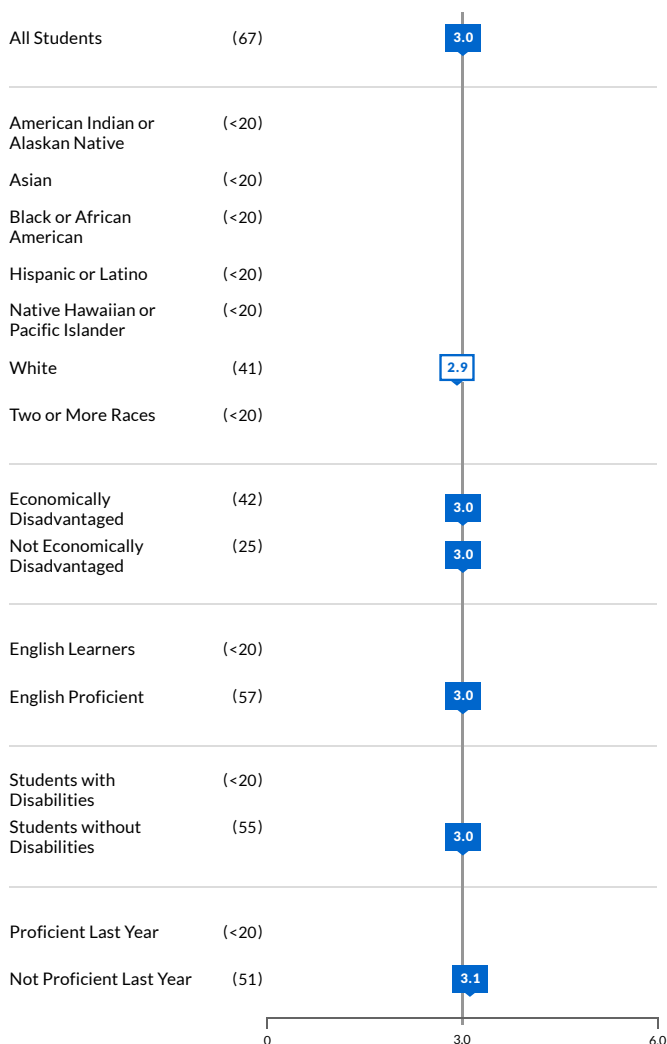 All Students (67) 3.0
American Indian or (<20)
Alaskan Native
Asian (<20)
Black or African (<20)
American
Hispanic or Latino (<20)
Native Hawaiian or (<20)
Pacific Islander
White (41) 2.9
Two or More Races (<20)
Economically (42) 3.0
Disadvantaged
Not Economically (25) 3.0
Disadvantaged
English Learners (<20)
English Proficient (57) 3.0
Students with (<20)
Disabilities
Students without (55) 3.0
Disabilities
Proficient Last Year (<20)
Not Proficient Last Year (51) 3.1
0 3.0 6.0